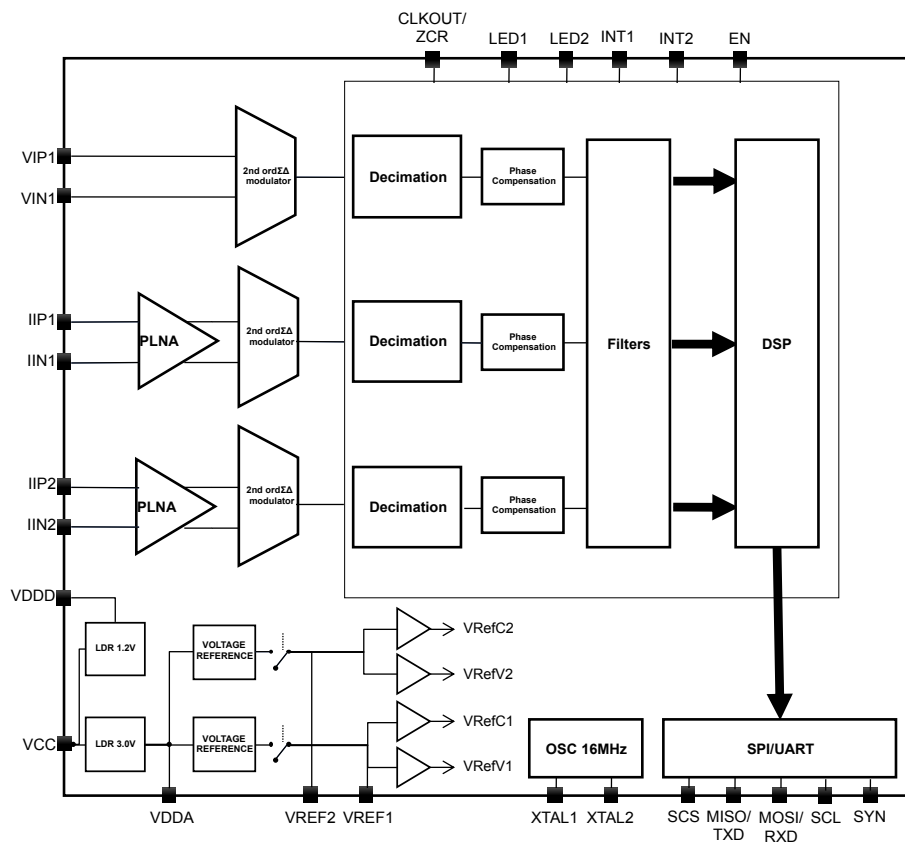 CLKOUT/
ZCR
LED1
LED2
INT1
INT2
EN
VIP1
VIN1
2nd ordΣΔ
modulator
Decimation
Phase
Compensation
IIP1
IIN1
PLNA
2nd ordΣΔ
modulator
Decimation
Phase
Compensation
Filters
DSP
IIP2
IIN2
PLNA
2nd ordΣΔ
modulator
Decimation
Phase
Compensation
VDDD
LDR 1.2V
VOLTAGE
REFERENCE
VRefC2
VRefV2
VCC
LDR 3.0V
VOLTAGE
REFERENCE
VRefC1
VRefV1
OSC 16MHz
SPI/UART
VDDA
VREF2
VREF1
XTAL1
XTAL2
SCS
MISO/
TXD
MOSI/
RXD
SCL
SYN